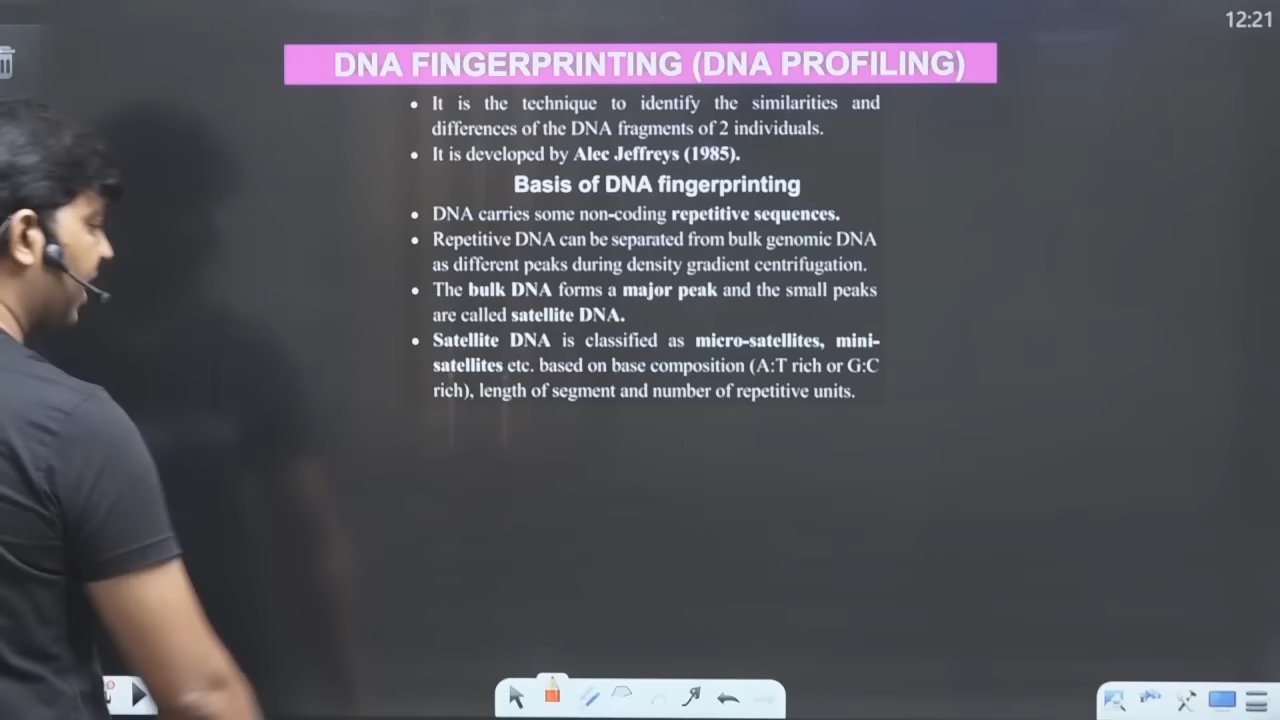 12:21
DNA FINGERPRINTING (DNA PROFILING)
• It is the technique to identify the similarities and
differences of the DNA fragments of 2 individuals.
• It is developed by Alec Jeffreys (1985).
Basis of DNA fingerprinting
• DNA carries some non-coding repetitive sequences.
• Repetitive DNA can be separated from bulk genomic DNA
as different peaks during density gradient centrifugation.
• The bulk DNA forms a major peak and the small peaks
are called satellite DNA.
• Satellite DNA is classified as micro-satellites, mini-
satellites etc. based on base composition (A:T rich or G:C
rich), length of segment and number of repetitive units.